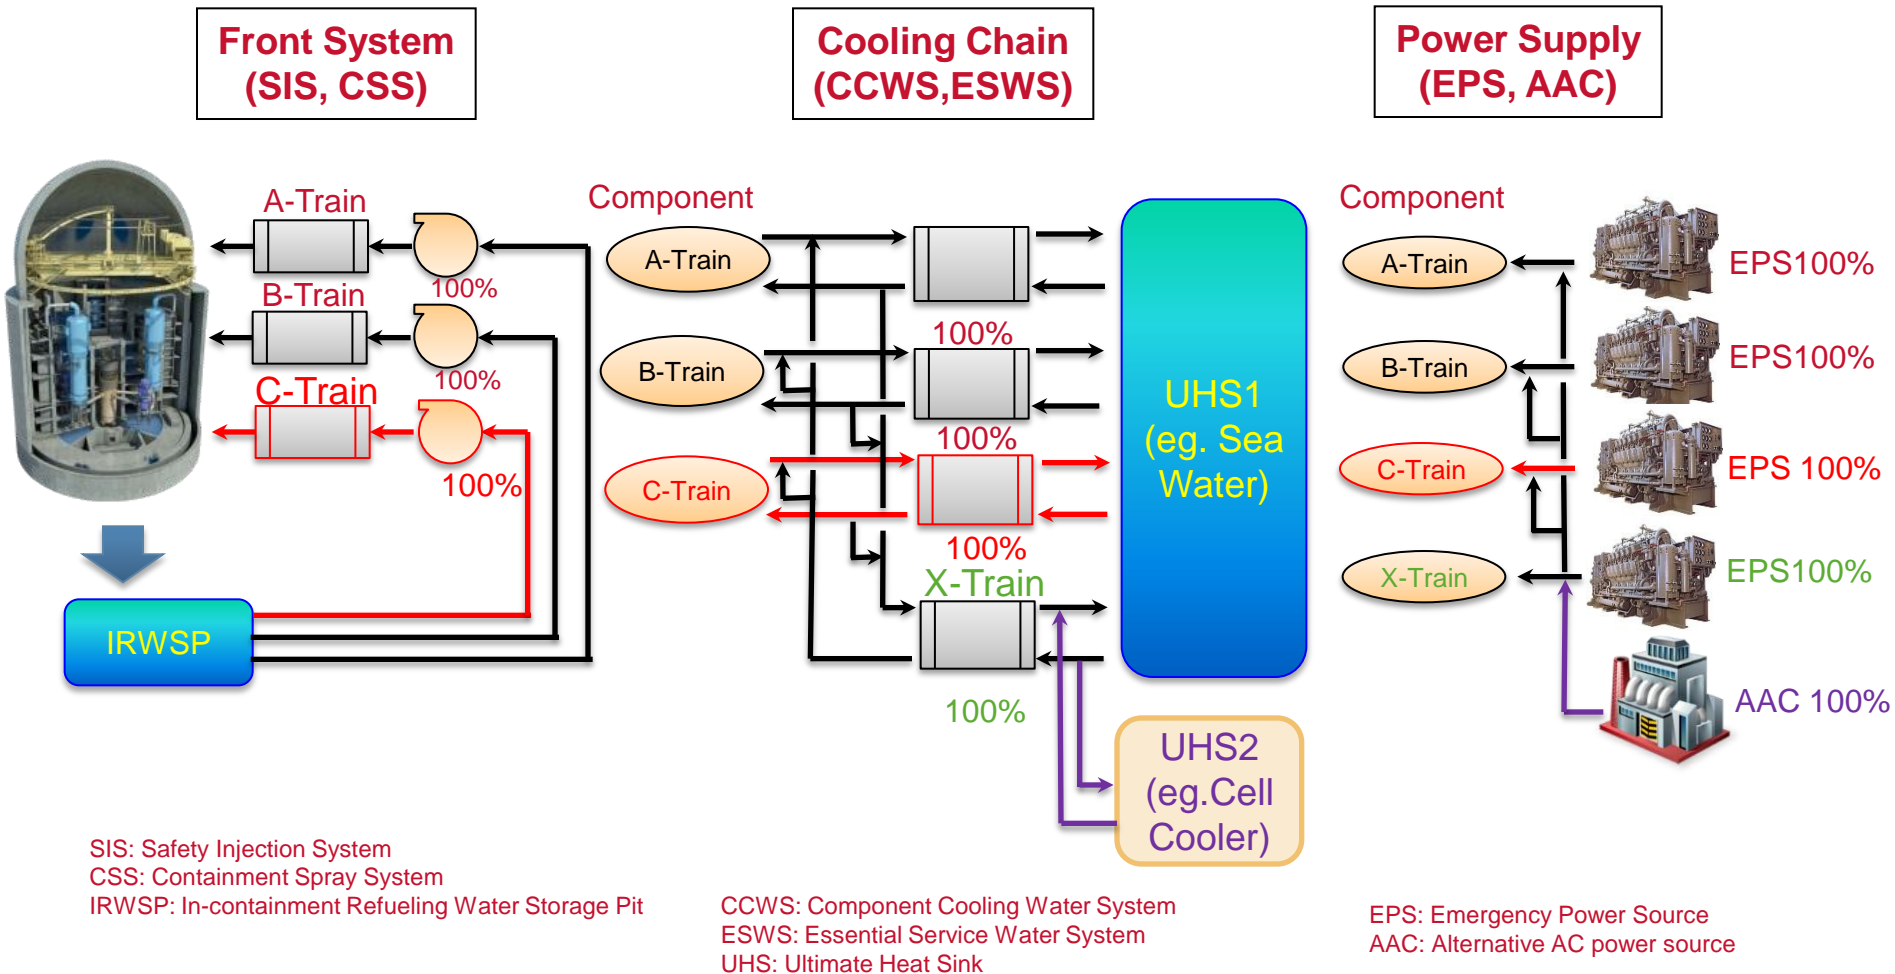 Front System
(SIS, CSS)
A-Train
100%
B-Train
100%
C-Train
100%
IRWSP
SIS: Safety Injection System
CSS: Containment Spray System
IRWSP: In-containment Refueling Water Storage Pit
Cooling Chain
(CCWS,ESWS)
Component
A-Train
100%
B-Train
100%
C-Train
100%
X-Train
100%
UHS1
(eg. Sea
Water)
UHS2
(eg.Cell
Cooler)
CCWS: Component Cooling Water System
ESWS: Essential Service Water System
UHS: Ultimate Heat Sink
Power Supply
(EPS, AAC)
Component
A-Train
EPS100%
B-Train
EPS100%
C-Train
EPS 100%
X-Train
EPS100%
AAC 100%
EPS: Emergency Power Source
AAC: Alternative AC power source